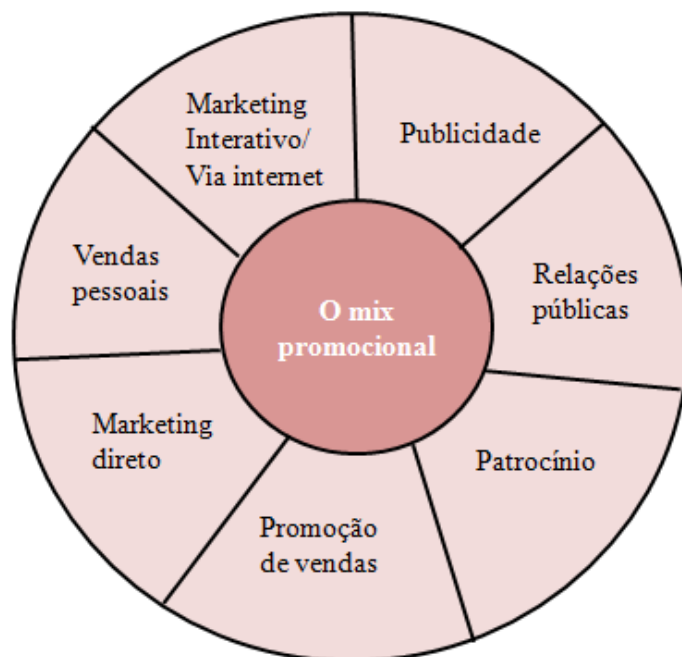 Marketing
Interativo/
Via internet
Publicidade
Relações
públicas
Patrocínio
Promoção
de vendas
Marketing
direto
Vendas
pessoais
O mix
promocional